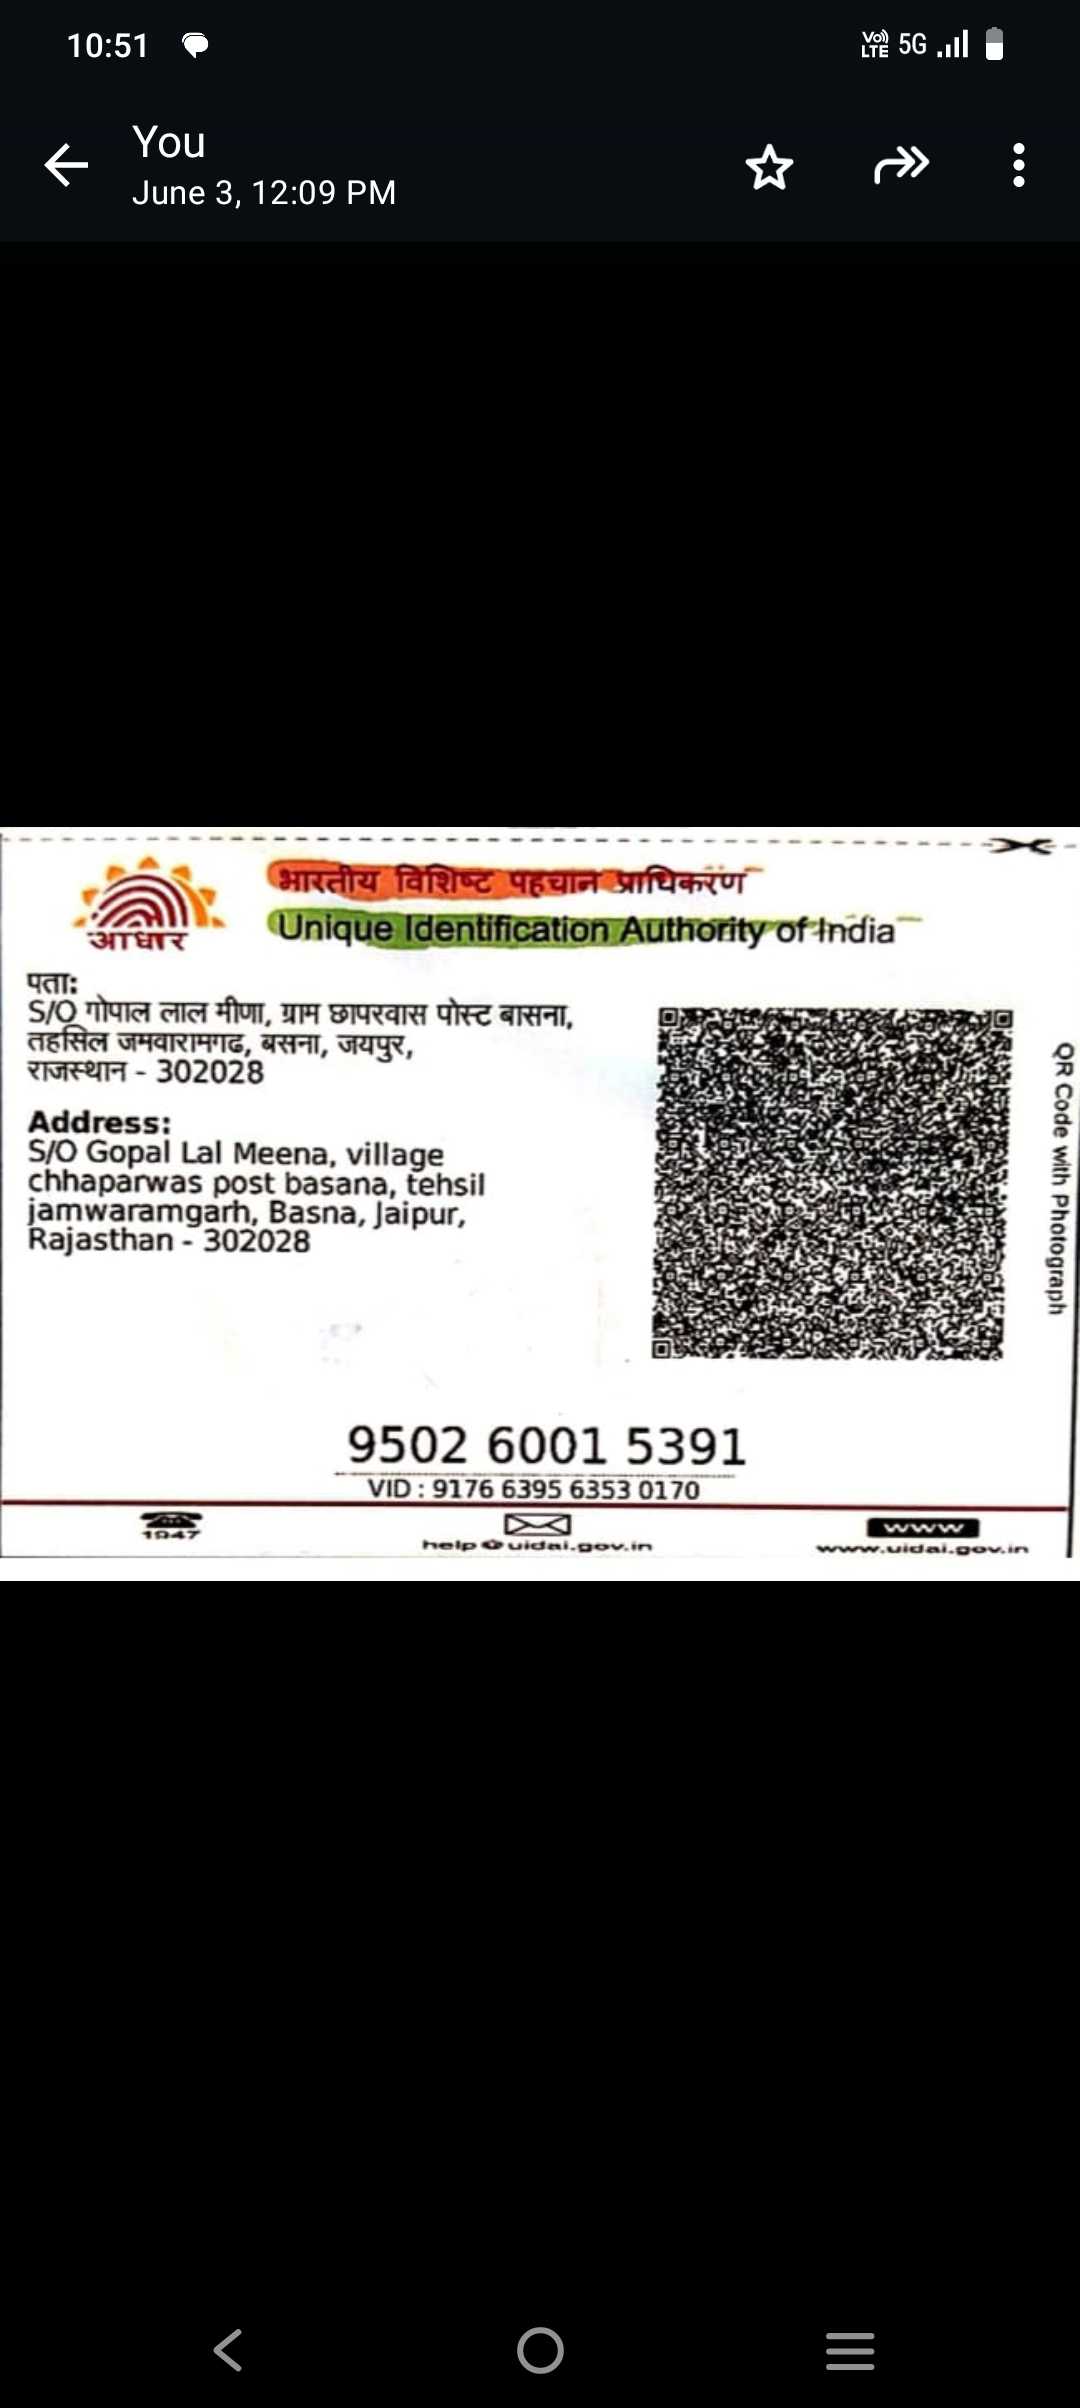 10:51
Vo)) LTE 5G
You
June 3, 12:09 PM
भारतीय विशिष्ट पहचान प्राधिकरण
Unique Identification Authority of India
आधार
पता:
S/O गोपाल लाल मीणा, ग्राम छापरवास पोस्ट बासना,
तहसिल जमवारामगढ, बसना, जयपुर,
राजस्थान - 302028
Address:
S/O Gopal Lal Meena, village
chhaparwas post basana, tehsil
jamwaramgarh, Basna, Jaipur,
Rajasthan - 302028
QR Code with Photograph
9502 6001 5391
VID : 9176 6395 6353 0170
1947
help@uidai.gov.in
www
www.uidai.gov.in